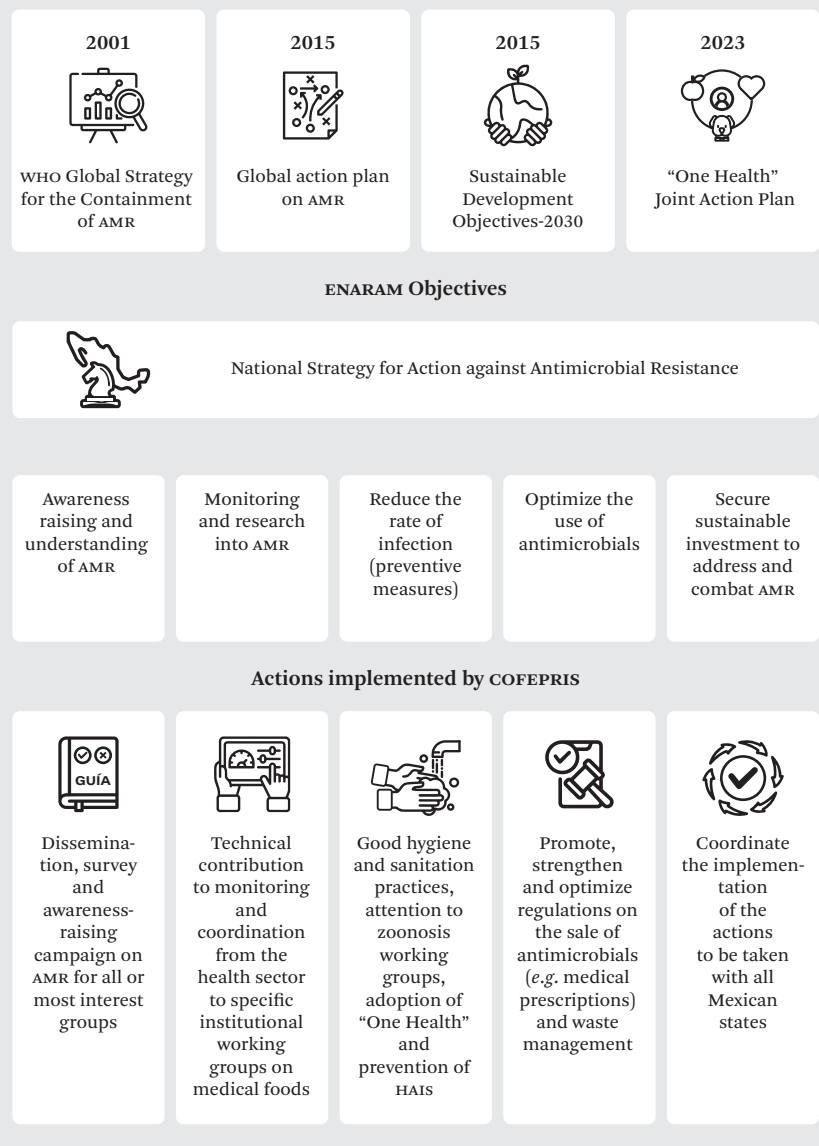 2001
WHO Global Strategy
for the Containment
of AMR
2015
Global action plan
on AMR
2015
Sustainable
Development
Objectives-2030
2023
“One Health”
Joint Action Plan
ENARAM Objectives
National Strategy for Action against Antimicrobial Resistance
Awareness
raising and
understanding
of AMR
Monitoring
and research
into AMR
Reduce the
rate of
infection
(preventive
measures)
Optimize the
use of
antimicrobials
Secure
sustainable
investment to
address and
combat AMR
Actions implemented by COFEPRIS
GUÍA
Dissemina-
tion, survey
and
awareness-
raising
campaign on
AMR for all or
most interest
groups
Technical
contribution
to monitoring
and
coordination
from the
health sector
to specific
institutional
working
groups on
medical foods
Good hygiene
and sanitation
practices,
attention to
zoonosis
working
groups,
adoption of
“One Health”
and
prevention of
HAIS
Promote,
strengthen
and optimize
regulations on
the sale of
antimicrobials
(e.g. medical
prescriptions)
and waste
management
Coordinate
the implemen-
tation
of the
actions
to be taken
with all
Mexican
states